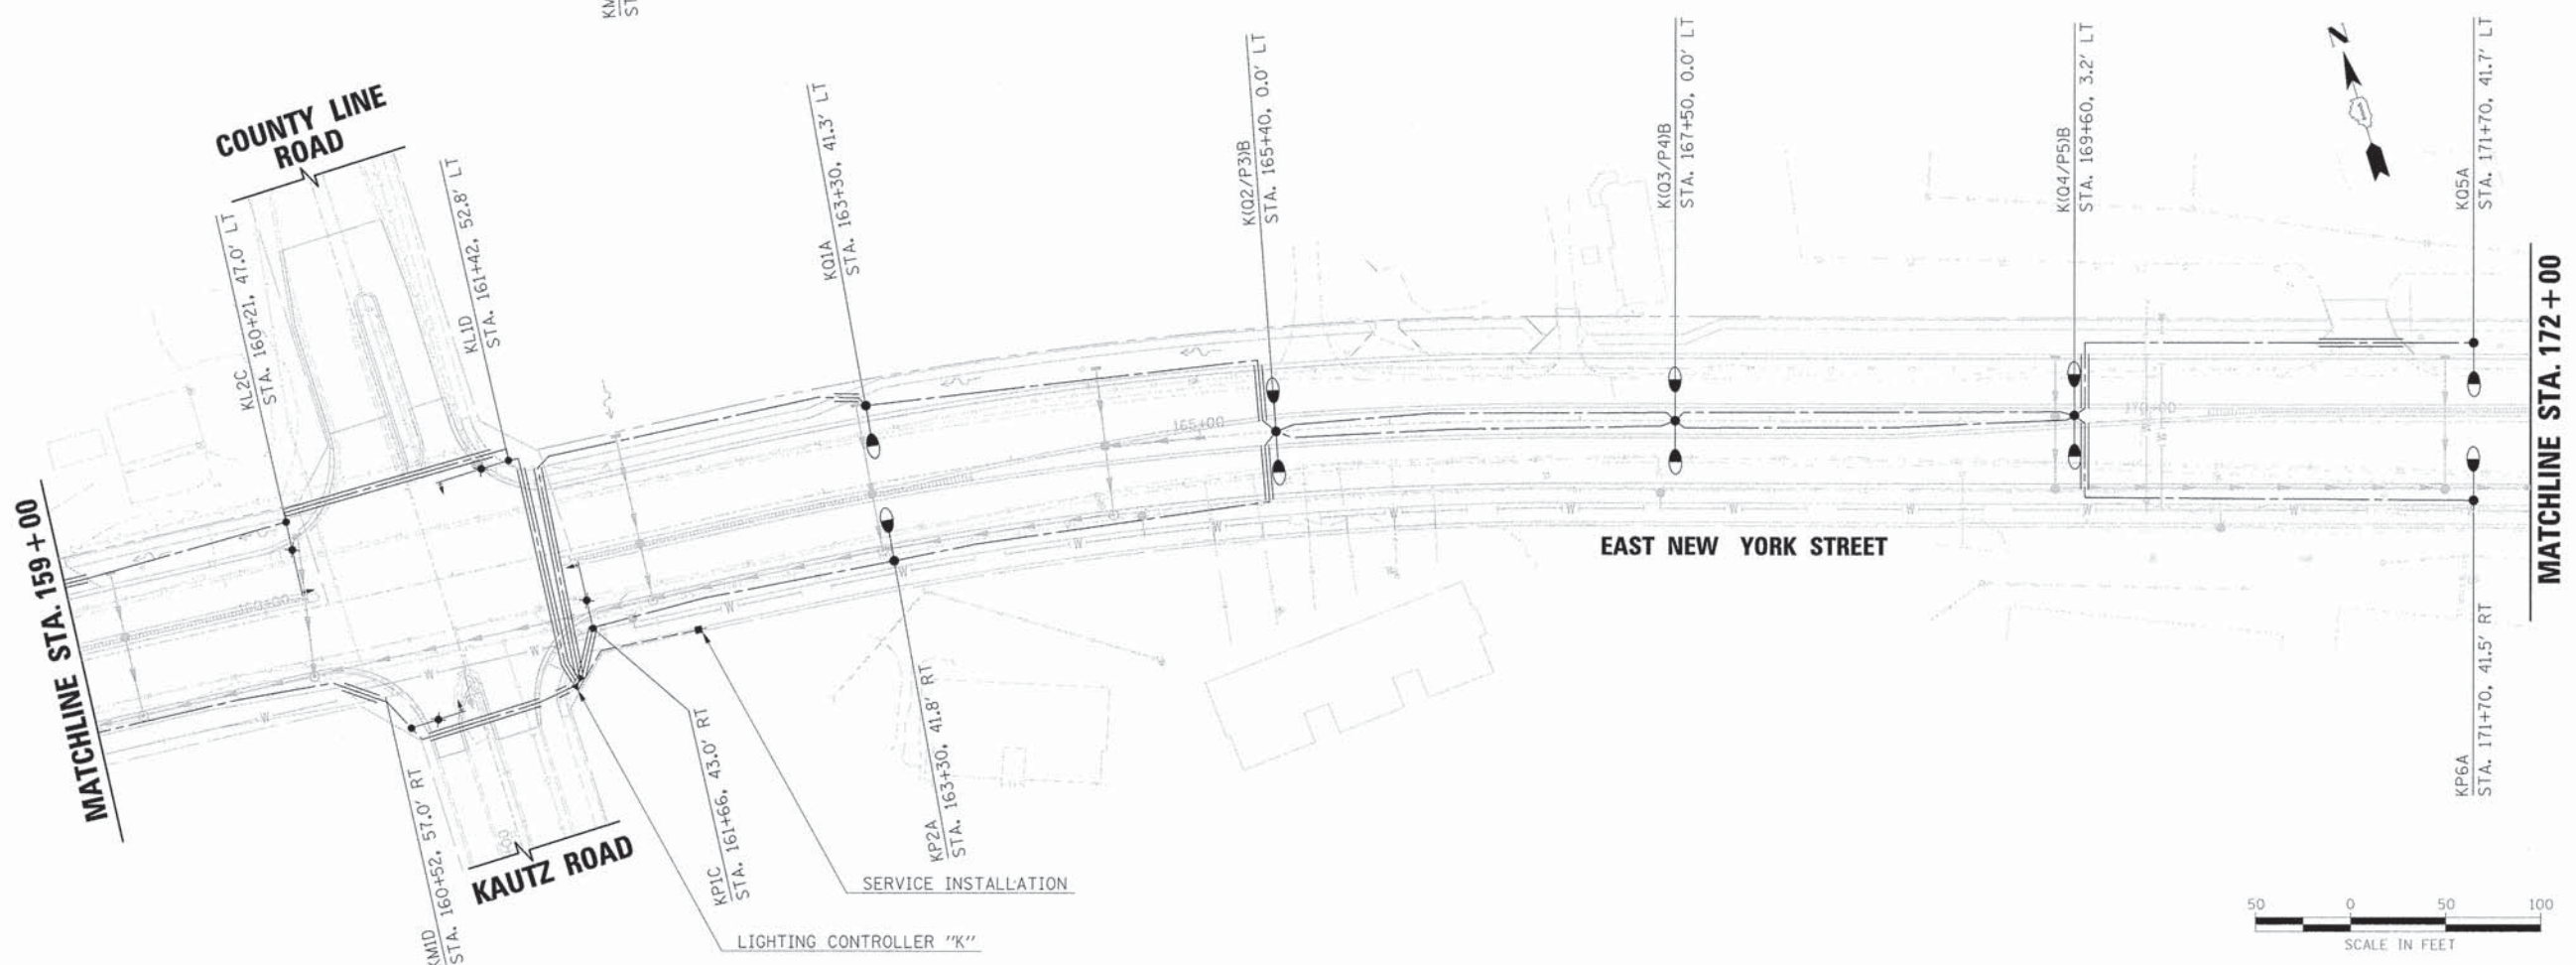 KM
ST
COUNTY LINE
ROAD
KL2C
STA. 160+21, 47.0' LT
KL1D
STA. 161+42, 52.8' LT
KQ1A
STA. 163+30, 41.3' LT
K(Q2/P3)B
STA. 165+40, 0.0' LT
K(Q3/P4)B
STA. 167+50, 0.0' LT
K(Q4/P5)B
STA. 169+60, 3.2' LT
KQ5A
STA. 171+70, 41.7' LT
N
MATCHLINE STA. 159+00
MATCHLINE STA. 172+00
160+00
165+00
170+00
EAST NEW YORK STREET
KM1D
STA. 160+52, 57.0' RT
KAUTZ ROAD
KP1C
STA. 161+66, 43.0' RT
KP2A
STA. 163+30, 41.8' RT
KP6A
STA. 171+70, 41.5' RT
SERVICE INSTALLATION
LIGHTING CONTROLLER "K"
50 0 50 100
SCALE IN FEET